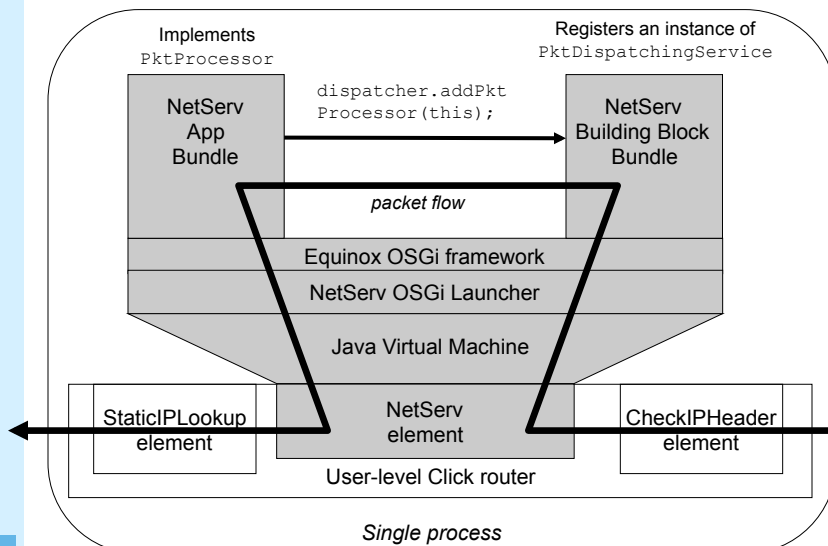 Implements
PktProcessor
Registers an instance of
PktDispatchingService
dispatcher.addPkt
Processor(this);
NetServ
App
Bundle
NetServ
Building Block
Bundle
packet flow
Equinox OSGi framework
NetServ OSGi Launcher
Java Virtual Machine
StaticIPLookup
element
NetServ
element
CheckIPHeader
element
User-level Click router
Single process